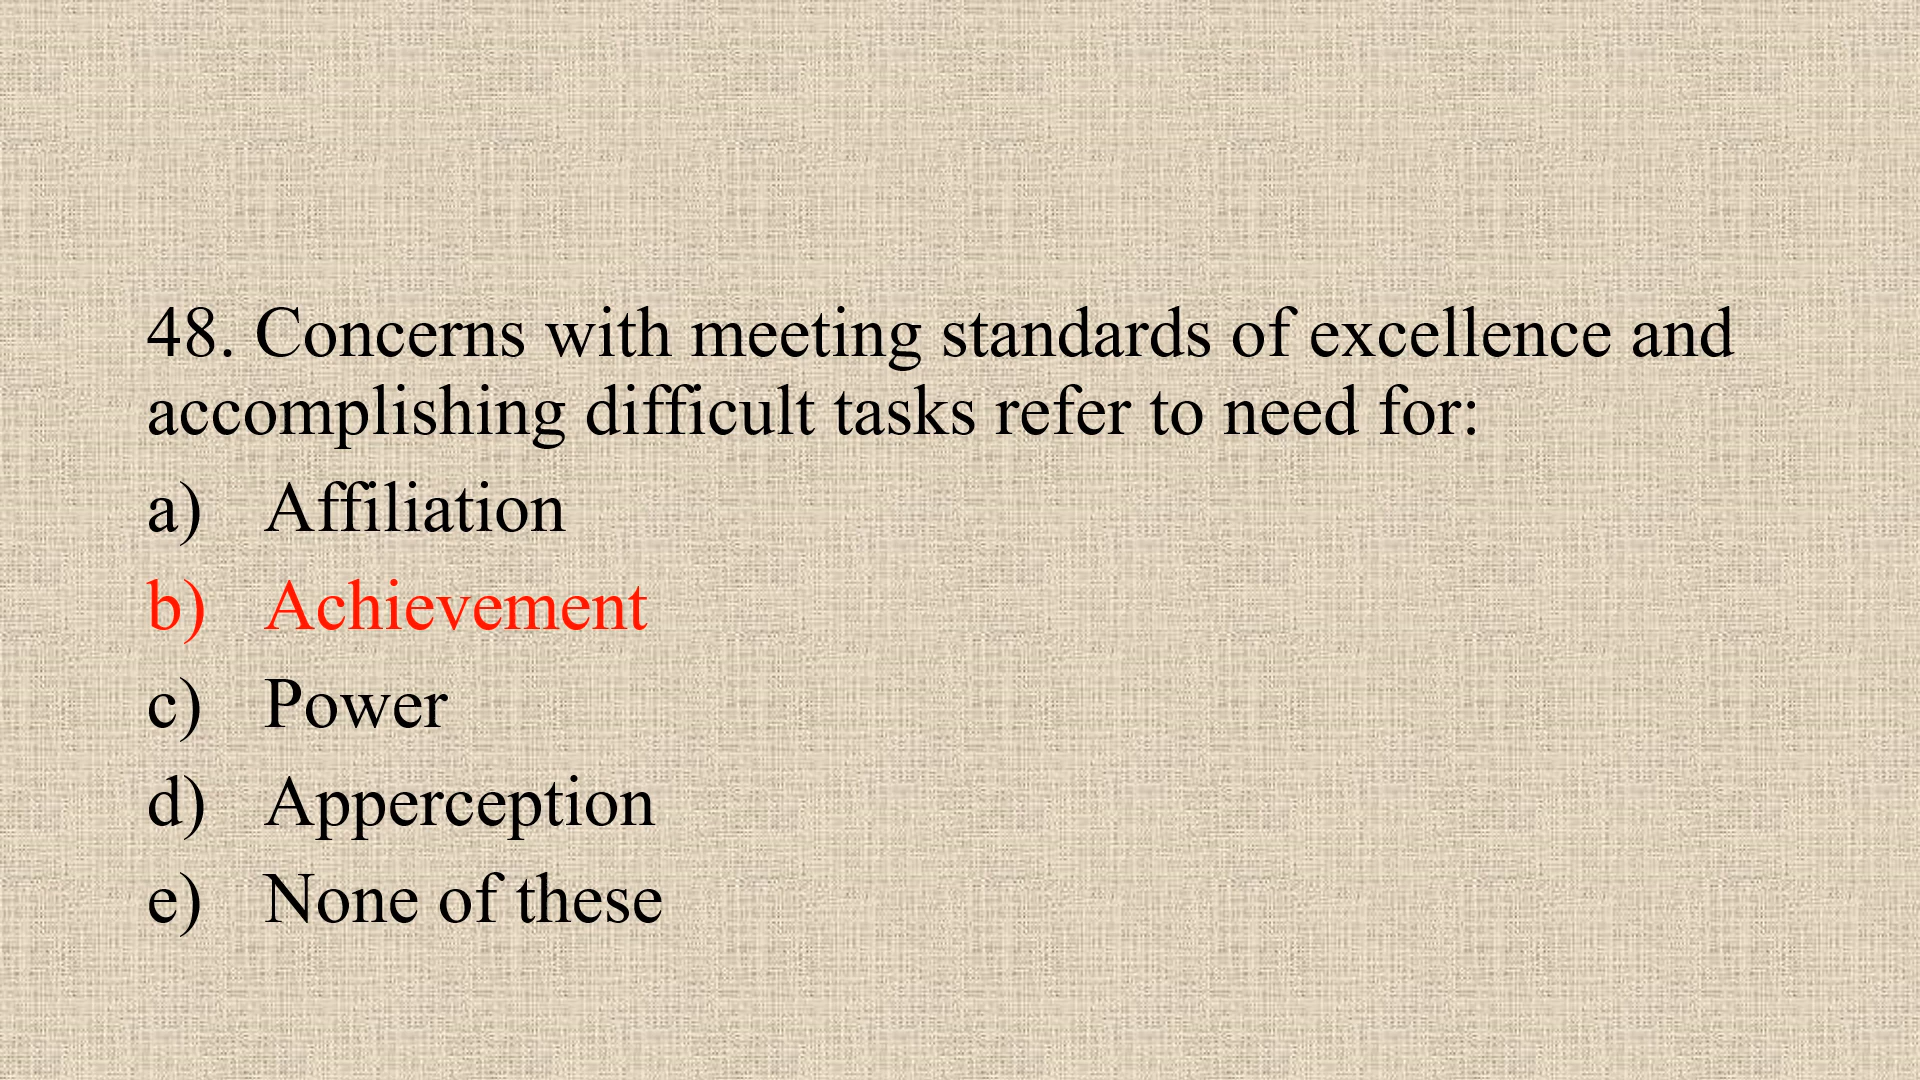 48. Concerns with meeting standards of excellence and
accomplishing difficult tasks refer to need for:
a) Affiliation
b) Achievement
c) Power
d) Apperception
e) None of these